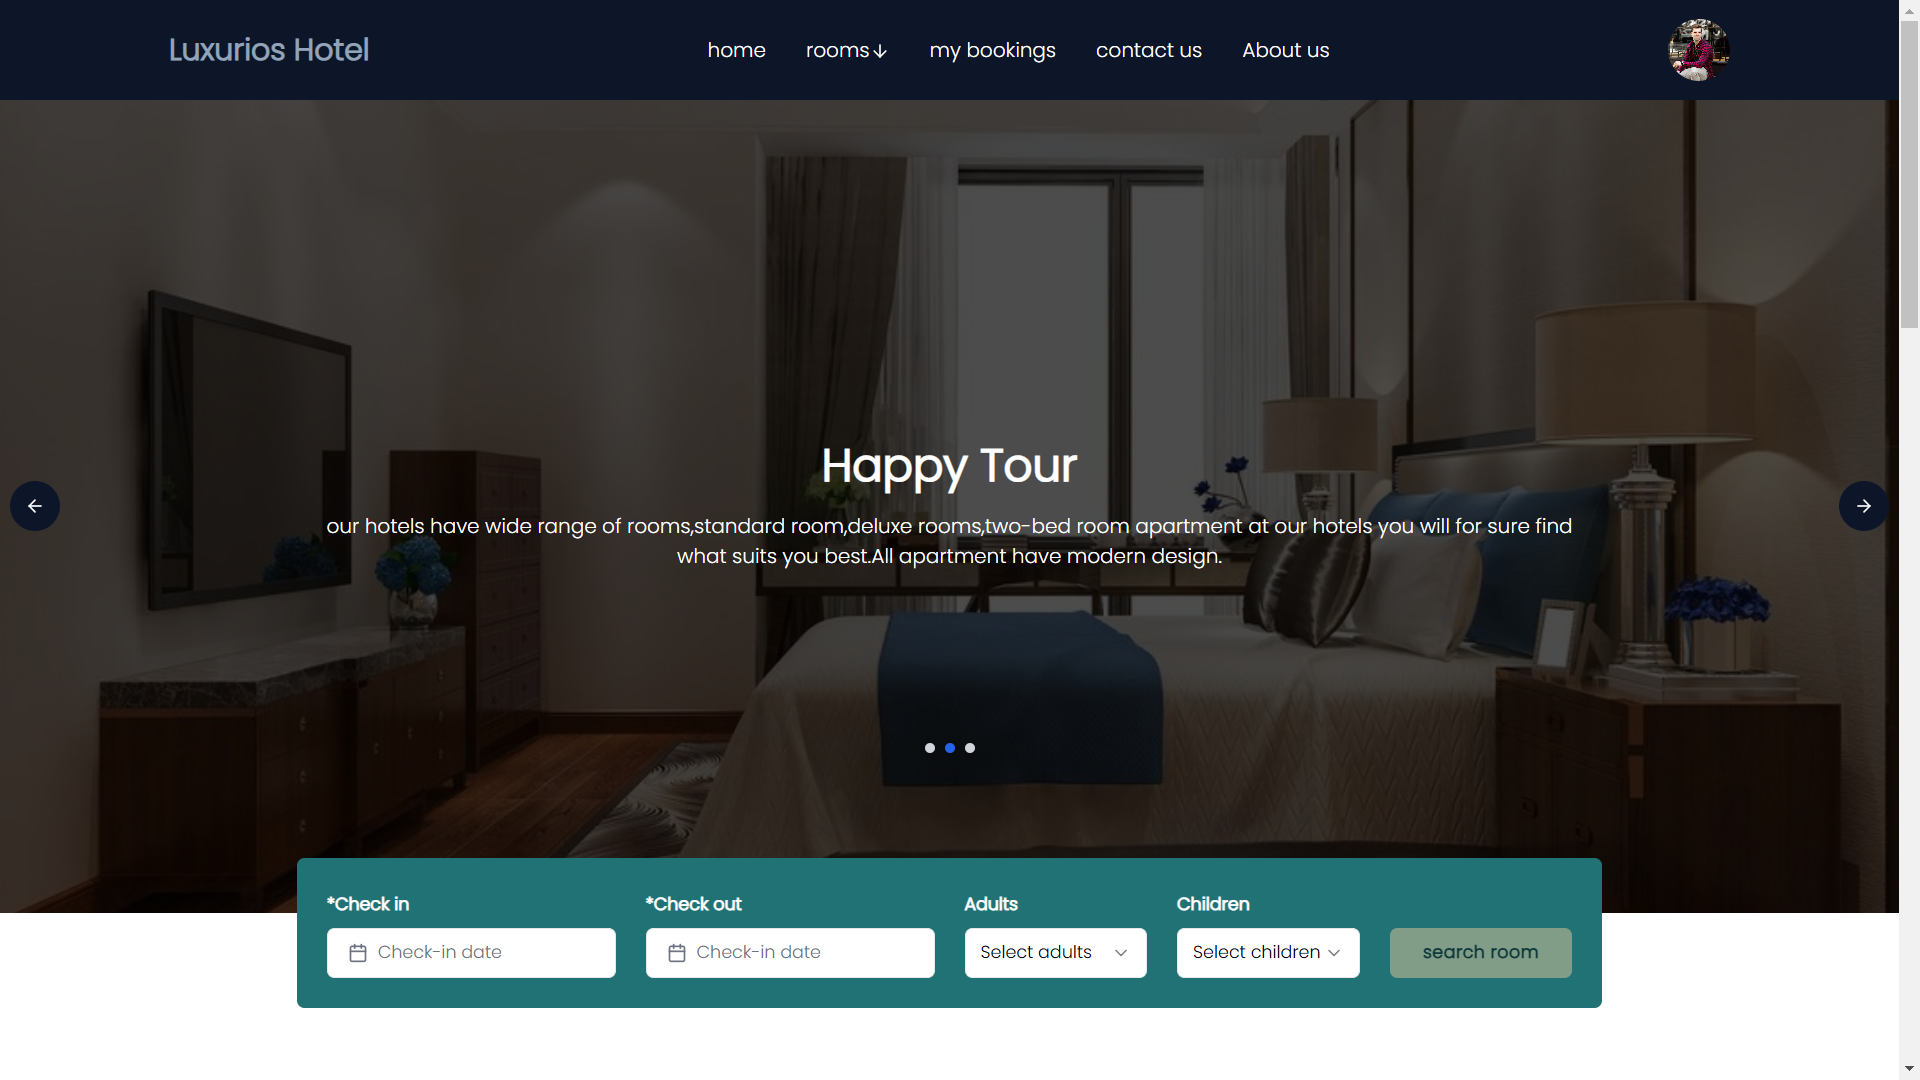 Luxurios Hotel
home rooms my bookings contact us About us
Happy Tour
our hotels have wide range of rooms,standard room,deluxe rooms,two-bed room apartment at our hotels you will for sure find
what suits you best.All apartment have modern design.
*Check in *Check out Adults Children
Check-in date Check-in date Select adults Select children search room